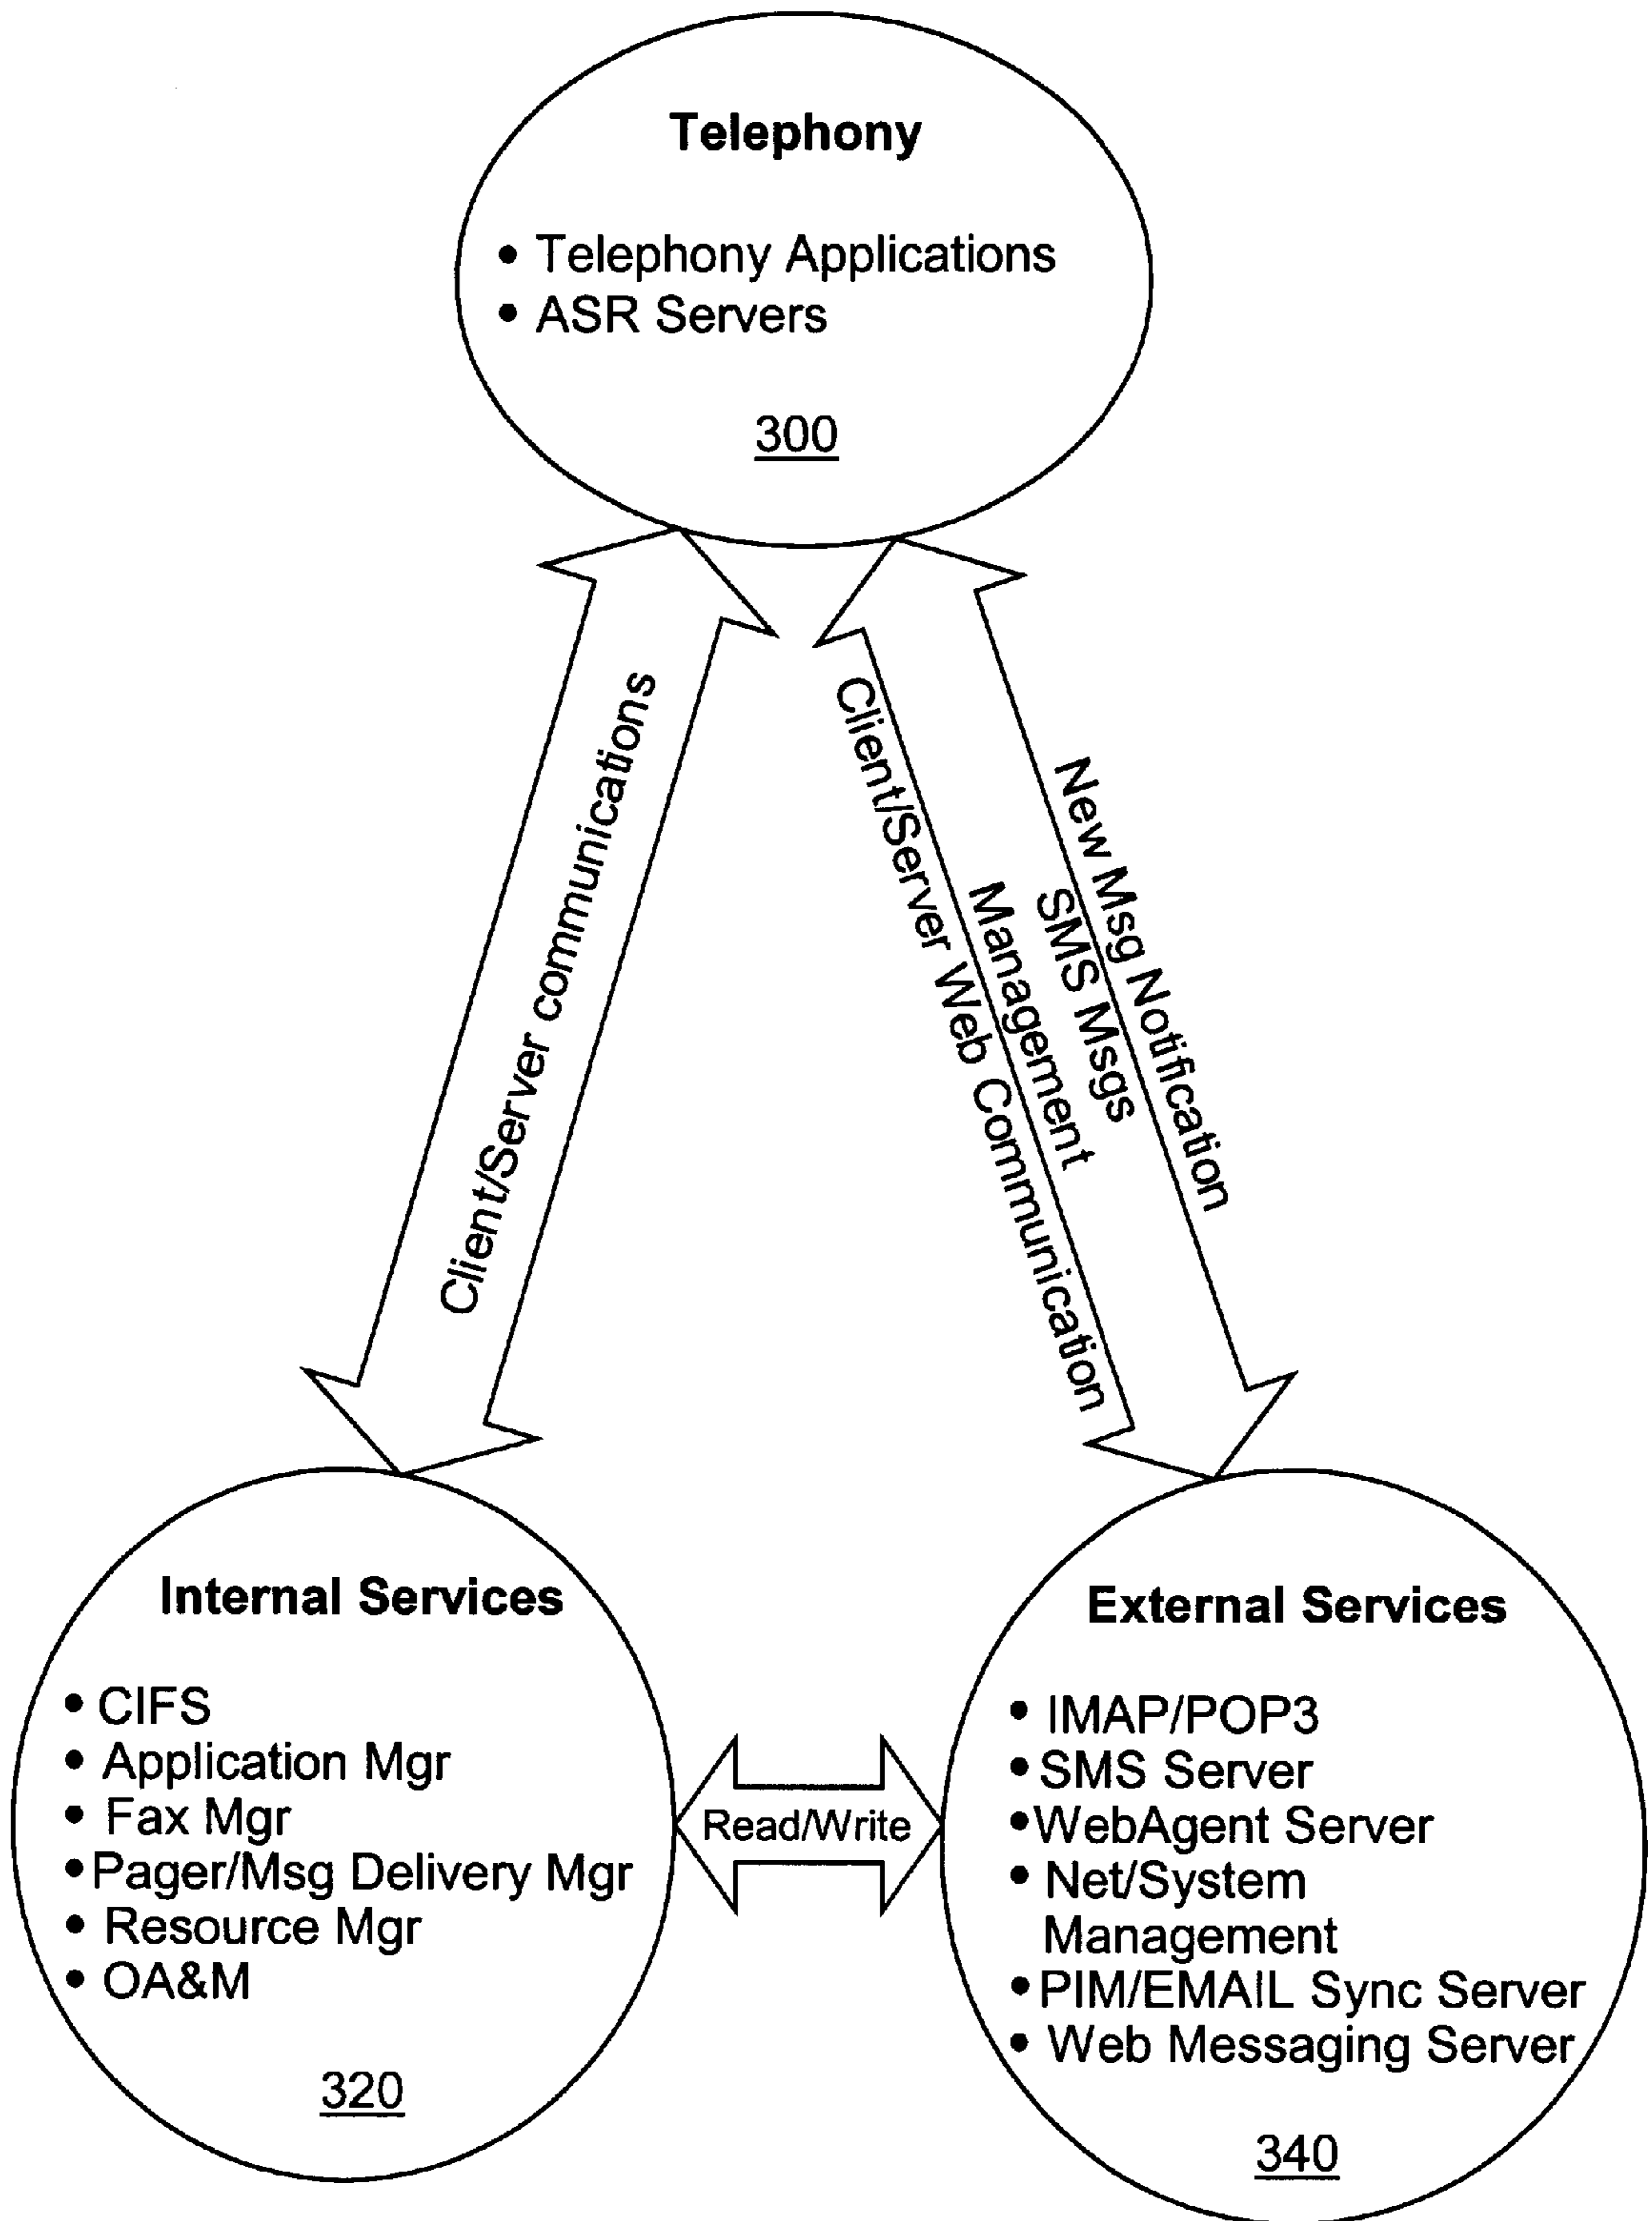 Telephony
• Telephony Applications
• ASR Servers
300
Client/Server communications
New Msg Notification
SMS Msgs
Management
Client/Server Web Communication
Internal Services
• CIFS
• Application Mgr
• Fax Mgr
• Pager/Msg Delivery Mgr
• Resource Mgr
• OA&M
320
Read/Write
External Services
• IMAP/POP3
• SMS Server
• WebAgent Server
• Net/System
Management
• PIM/EMAIL Sync Server
• Web Messaging Server
340